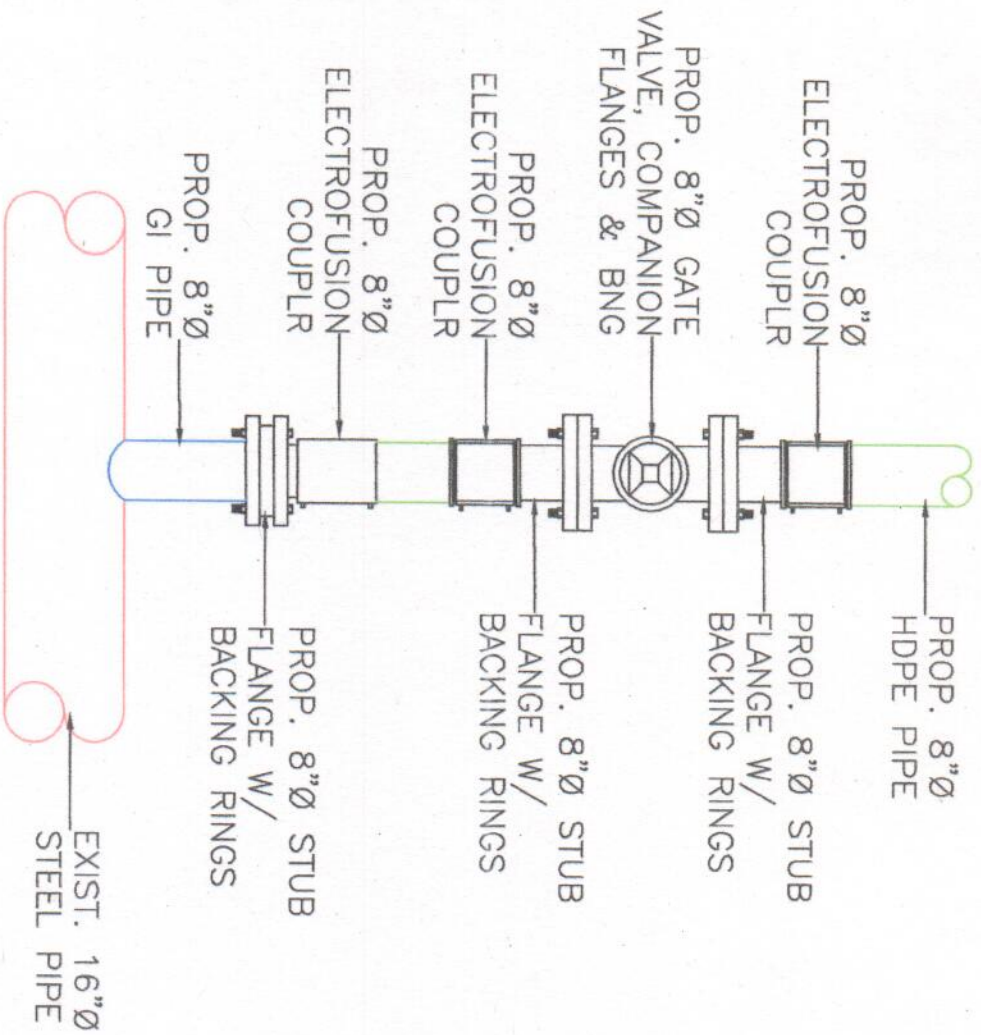 PROP. 8"Ø
HDPE PIPE
PROP. 8"Ø STUB
FLANGE W/
BACKING RINGS
PROP. 8"Ø STUB
FLANGE W/
BACKING RINGS
PROP. 8"Ø STUB
FLANGE W/
BACKING RINGS
EXIST. 16"Ø
STEEL PIPE
PROP. 8"Ø
ELECTROFUSION
COUPLR
PROP. 8"Ø GATE
VALVE, COMPANION
FLANGES & BNG
PROP. 8"Ø
ELECTROFUSION
COUPLR
PROP. 8"Ø
ELECTROFUSION
COUPLR
PROP. 8"Ø
GI PIPE